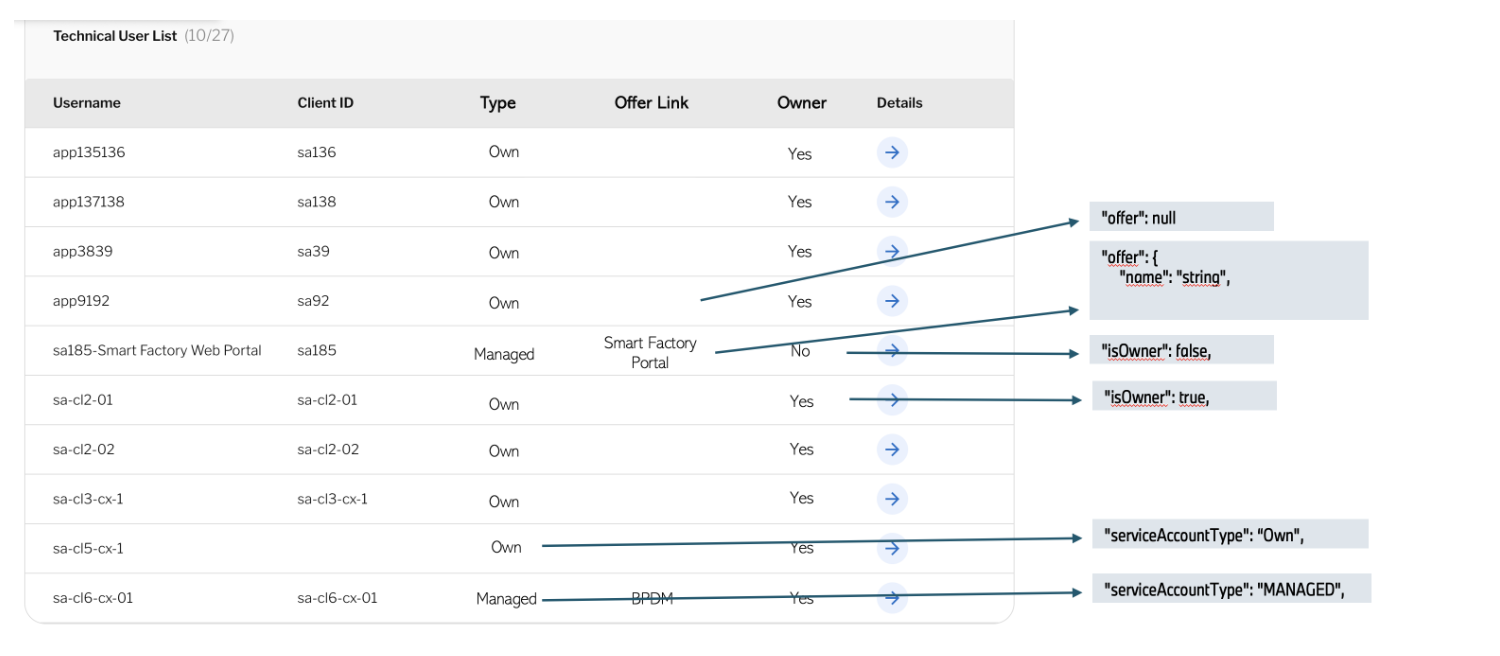 Technical User List (10/27)
Username Client ID Type Offer Link Owner Details
app135136 sa136 Own Yes
app137138 sa138 Own Yes
"offer": null
app3839 sa39 Own Yes
"offer": {
"name": "string",
app9192 sa92 Own Yes
sa185-Smart Factory Web Portal sa185 Managed Smart Factory Portal No
"isOwner": false,
sa-cl2-01 sa-cl2-01 Own Yes
"isOwner": true,
sa-cl2-02 sa-cl2-02 Own Yes
sa-cl3-cx-1 sa-cl3-cx-1 Own Yes
sa-cl5-cx-1 Own Yes
"serviceAccountType": "Own",
sa-cl6-cx-01 sa-cl6-cx-01 Managed BPDM Yes
"serviceAccountType": "MANAGED",